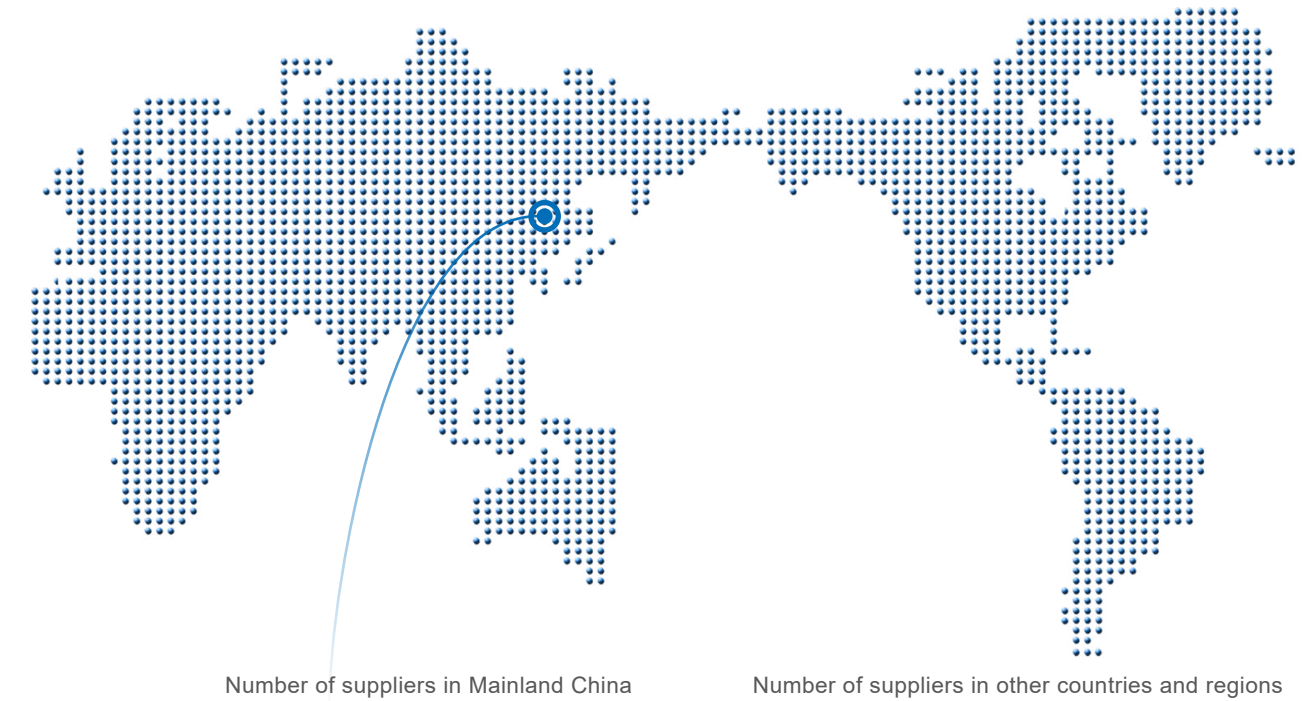 Number of suppliers in Mainland China
Number of suppliers in other countries and regions